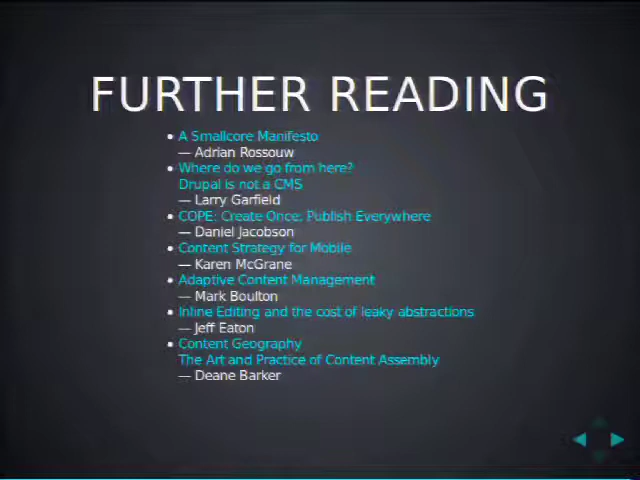 FURTHER READING
• A Smallcore Manifesto
— Adrian Rossouw
• Where do we go from here?
Drupal is not a CMS
— Larry Garfield
• COPE: Create Once, Publish Everywhere
— Daniel Jacobson
• Content Strategy for Mobile
— Karen McGrane
• Adaptive Content Management
— Mark Boulton
• Inline Editing and the cost of leaky abstractions
— Jeff Eaton
• Content Geography
The Art and Practice of Content Assembly
— Deane Barker